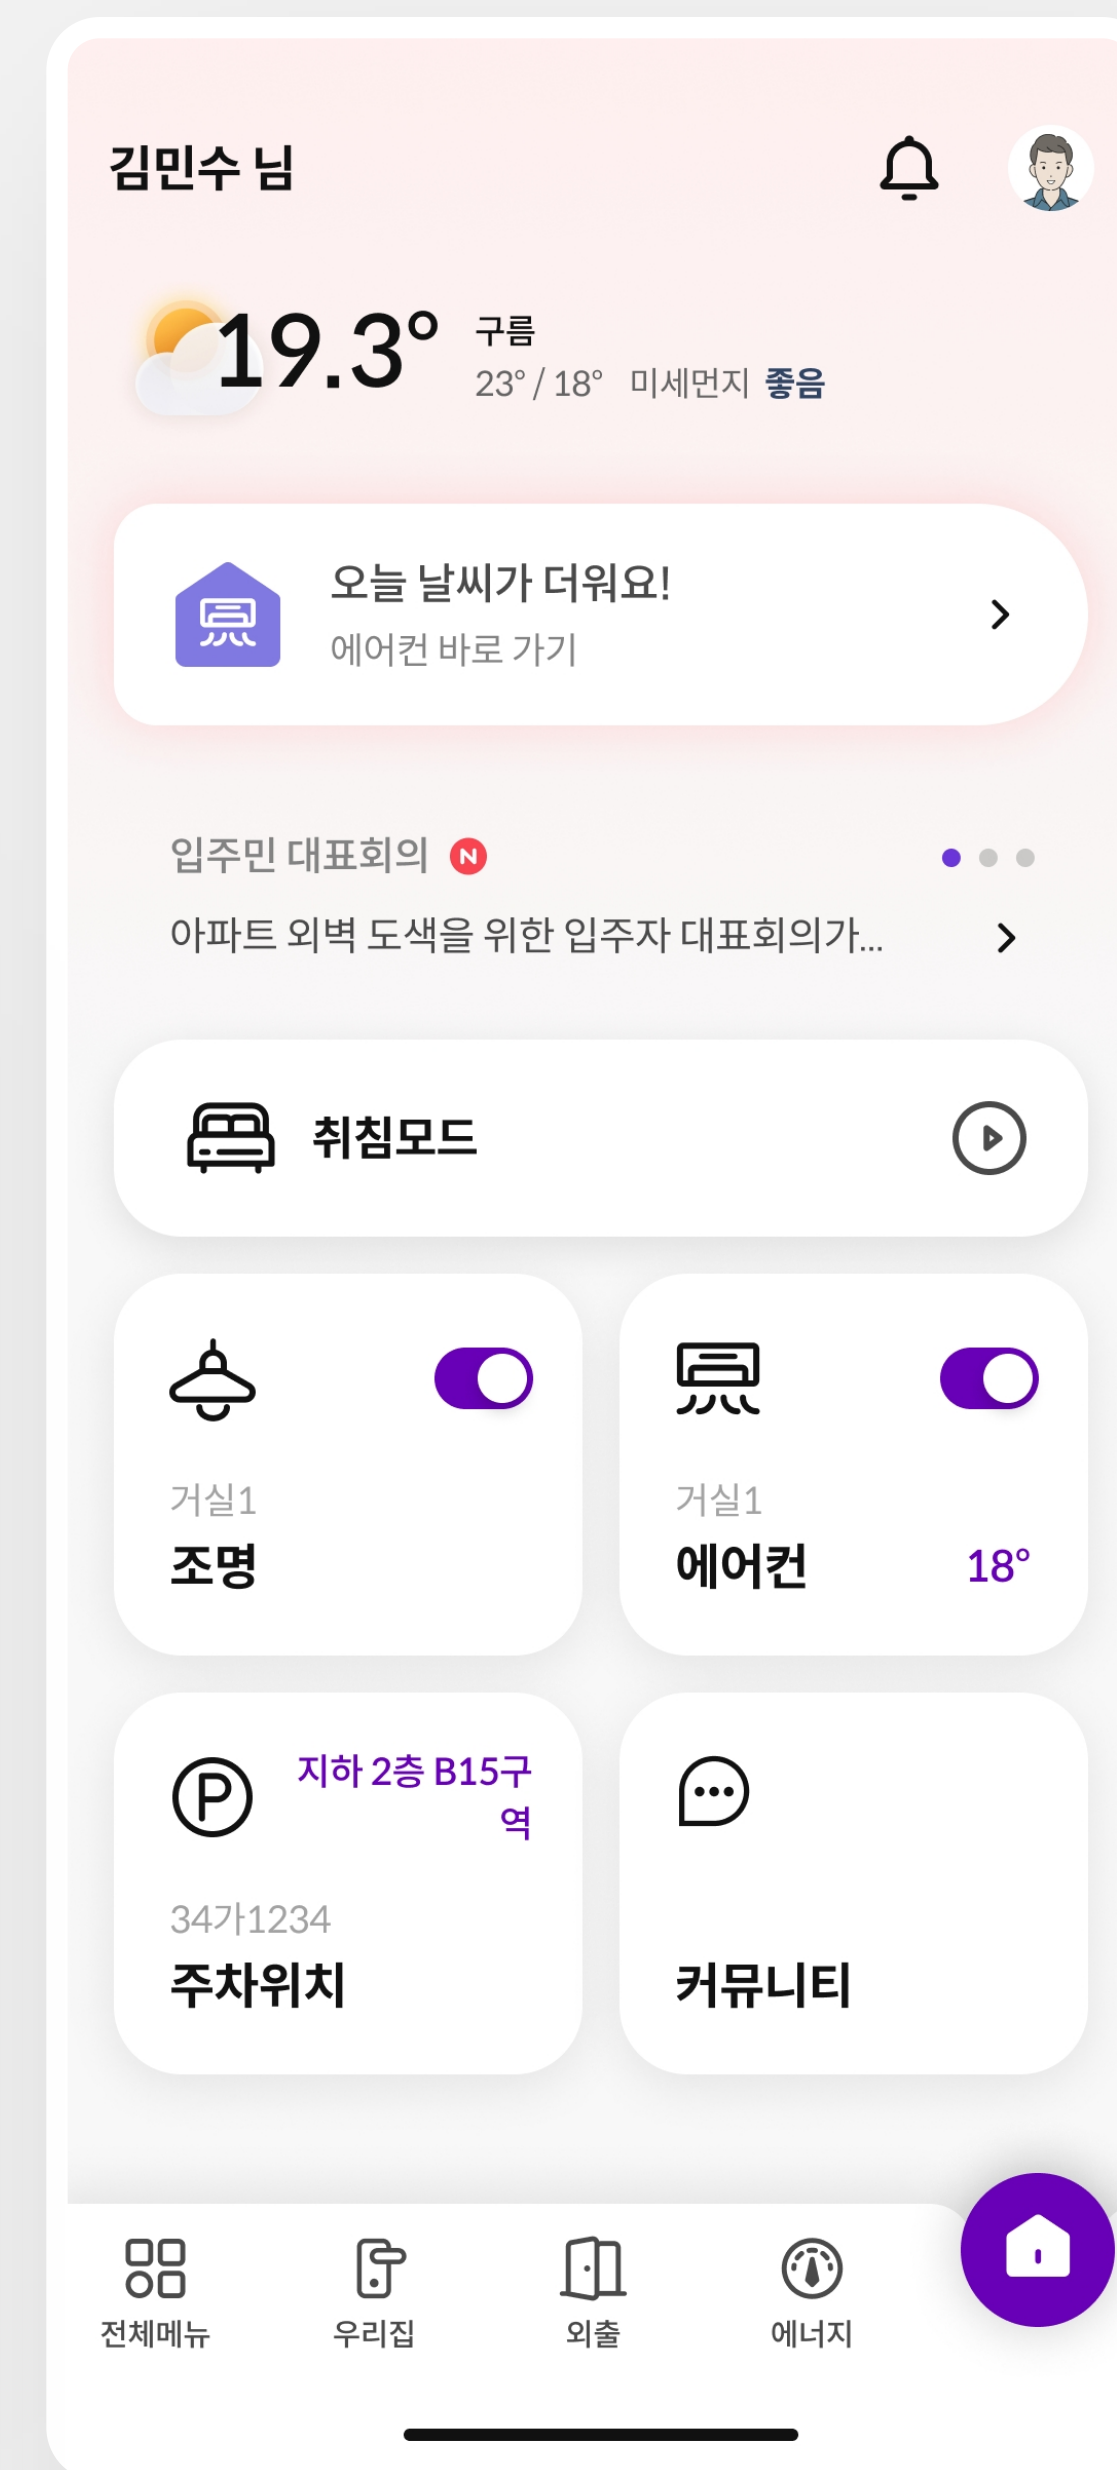 김민수 님
19.3°
구름
23° / 18° 미세먼지 좋음
오늘 날씨가 더워요!
에어컨 바로 가기
입주민 대표회의 N
아파트 외벽 도색을 위한 입주자 대표회의가...
취침모드
거실1
조명
거실1
에어컨 18°
P
지하 2층 B15구
역
34가1234
주차위치
커뮤니티
전체메뉴 우리집 외출 에너지